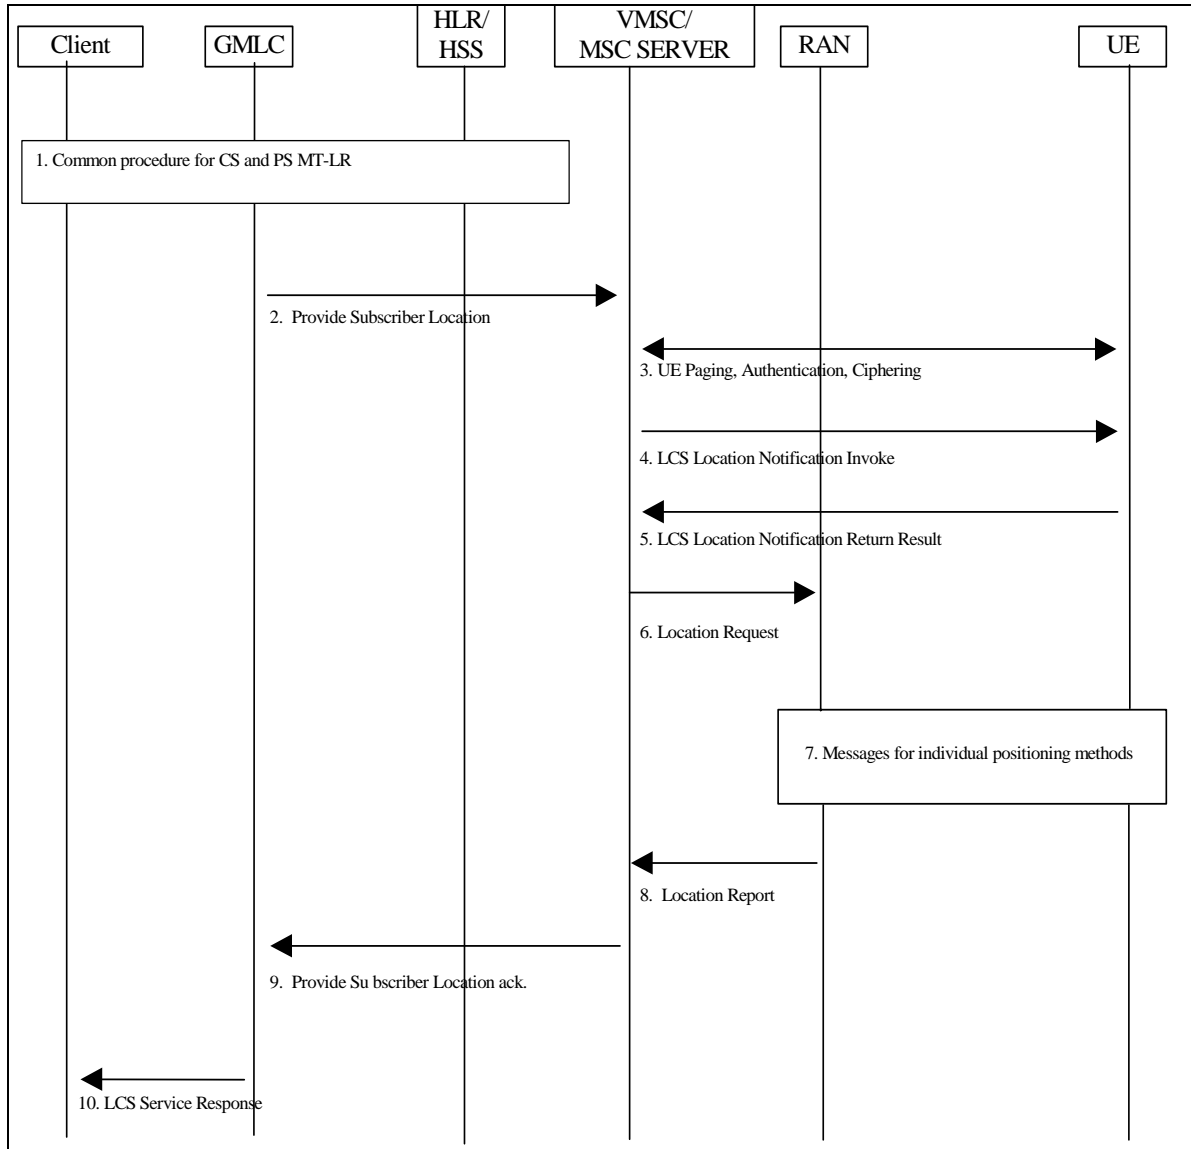 Client
GMLC
HLR/
HSS
VMSC/
MSC SERVER
RAN
UE
1. Common procedure for CS and PS MT-LR
2. Provide Subscriber Location
3. UE Paging, Authentication, Ciphering
4. LCS Location Notification Invoke
5. LCS Location Notification Return Result
6. Location Request
7. Messages for individual positioning methods
8. Location Report
9. Provide Su bscriber Location ack.
10. LCS Service Response